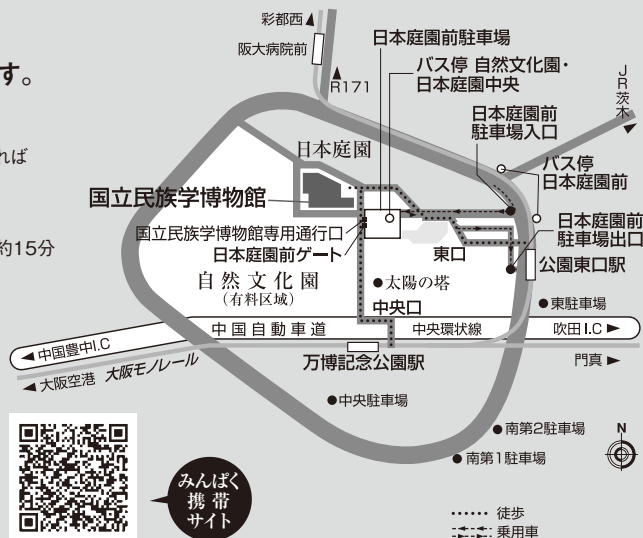 彩都西
阪大病院前
R171
日本庭園前駐車場
バス停 自然文化園・
日本庭園中央
JR茨木
す。
れば
約15分
日本庭園前
駐車場入口
日本庭園
バス停
日本庭園前
国立民族学博物館
国立民族学博物館専用通行口
日本庭園前ゲート
日本庭園前
駐車場出口
東口
公園東口駅
自然文化園
(有料区域)
太陽の塔
中央口
東駐車場
中国自動車道
中央環状線
吹田I.C
中国豊中I.C
大阪空港 大阪モノレール
万博記念公園駅
門真
中央駐車場
南第2駐車場
南第1駐車場
N
みんぱく
携帯
サイト
徒歩
乗用車